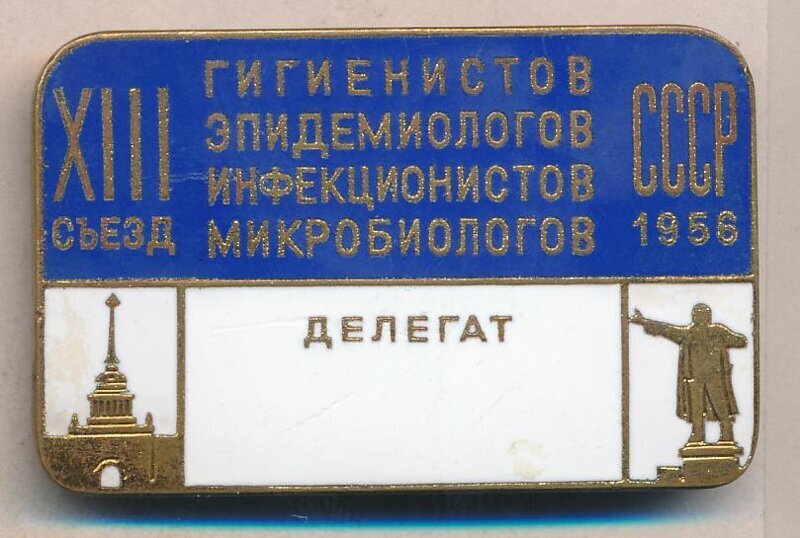 XIII СЪЕЗД
ГИГИЕНИСТОВ
ЭПИДЕМИОЛОГОВ
ИНФЕКЦИОНИСТОВ
МИКРОБИОЛОГОВ
СССР
1956
ДЕЛЕГАТ